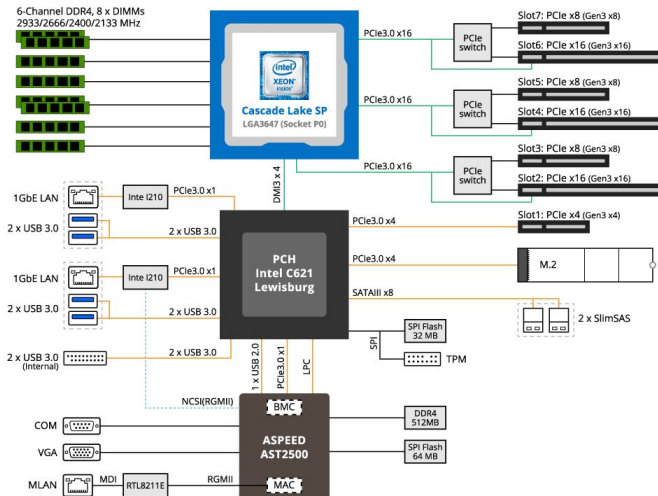 6-Channel DDR4, 8 x DIMMs
2933/2666/2400/2133 MHz
intel
XEON
inside
Cascade Lake SP
LGA3647 (Socket P0)
PCIe3.0 x16
PCIe switch
Slot7: PCIe x8 (Gen3 x8)
Slot6: PCIe x16 (Gen3 x16)
PCIe3.0 x16
PCIe switch
Slot5: PCIe x8 (Gen3 x8)
Slot4: PCIe x16 (Gen3 x16)
PCIe3.0 x16
PCIe switch
Slot3: PCIe x8 (Gen3 x8)
Slot2: PCIe x16 (Gen3 x16)
DMI3 x 4
1GbE LAN
Inte I210
PCIe3.0 x1
2 x USB 3.0
2 x USB 3.0
PCH
Intel C621
Lewisburg
PCIe3.0 x4
Slot1: PCIe x4 (Gen3 x4)
PCIe3.0 x4
M.2
1GbE LAN
Inte I210
PCIe3.0 x1
2 x USB 3.0
2 x USB 3.0
SATAIII x8
2 x SlimSAS
SPI
SPI Flash
32 MB
TPM
2 x USB 3.0
(Internal)
2 x USB 3.0
1 x USB 2.0
PCIe3.0 x1
LPC
NCSI(RGMII)
BMC
ASPEED
AST2500
MAC
DDR4
512MB
SPI Flash
64 MB
COM
VGA
MLAN
MDI
RTL8211E
RGMII